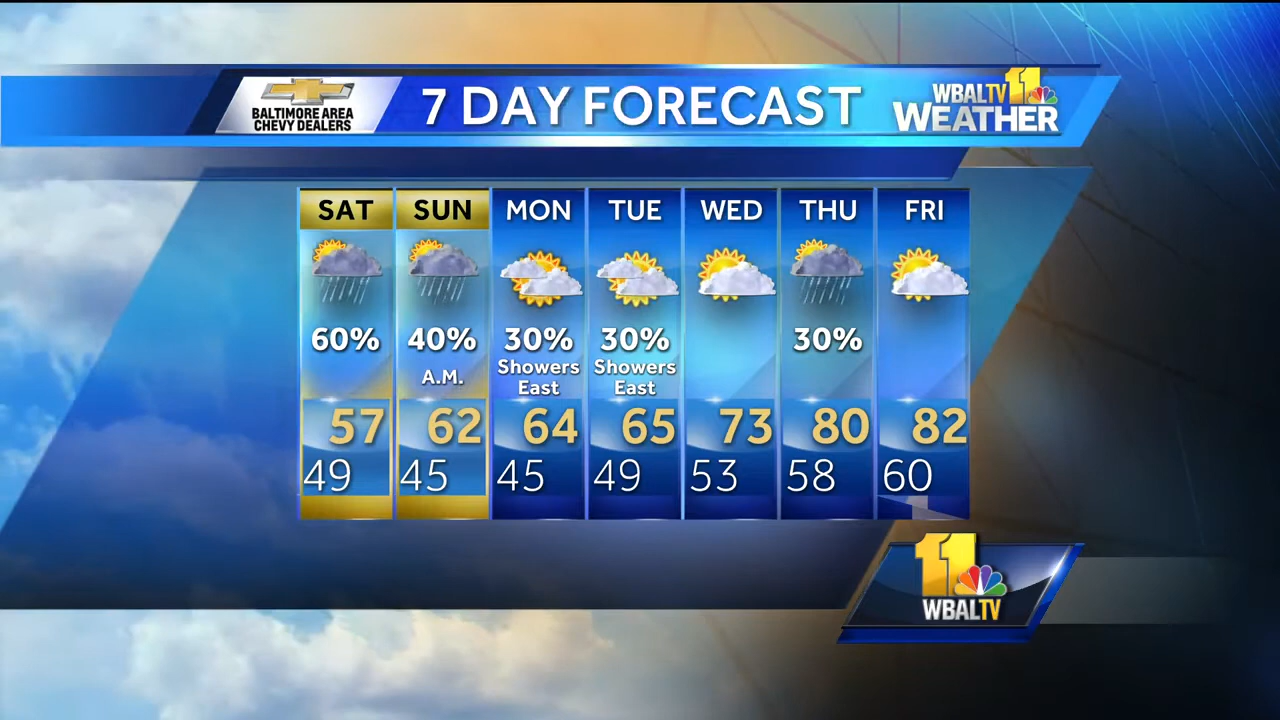 BALTIMORE AREA
CHEVY DEALERS
7 DAY FORECAST
WBALTV 11
WEATHER
SAT SUN MON TUE WED THU FRI
60% 40% 30% 30% 30%
A.M. Showers East Showers East
57 62 64 65 73 80 82
49 45 45 49 53 58 60
11
WBALTV